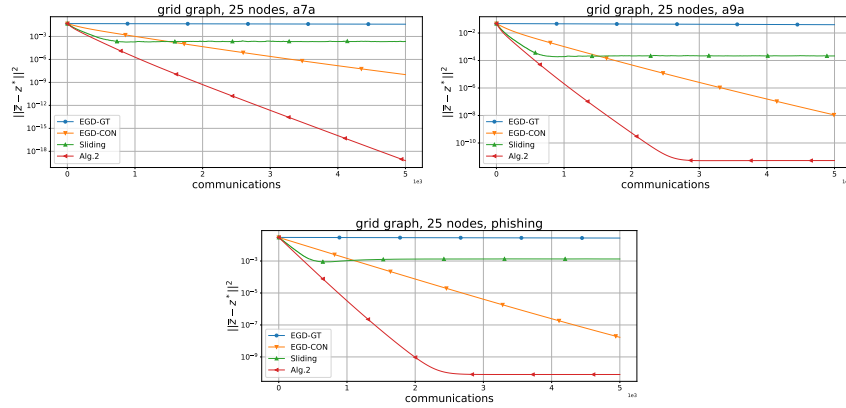 grid graph, 25 nodes, a7a
||z̅ − z*||²
10⁻³
10⁻⁶
10⁻⁹
10⁻¹²
10⁻¹⁵
10⁻¹⁸
EGD-GT
EGD-CON
Sliding
Alg.2
0 1 2 3 4 5
1e3
communications
grid graph, 25 nodes, a9a
||z̅ − z*||²
10⁻²
10⁻⁴
10⁻⁶
10⁻⁸
10⁻¹⁰
EGD-GT
EGD-CON
Sliding
Alg.2
0 1 2 3 4 5
communications
grid graph, 25 nodes, phishing
||z̅ − z*||²
10⁻³
10⁻⁵
10⁻⁷
10⁻⁹
EGD-GT
EGD-CON
Sliding
Alg.2
0 1 2 3 4 5
1e3
communications